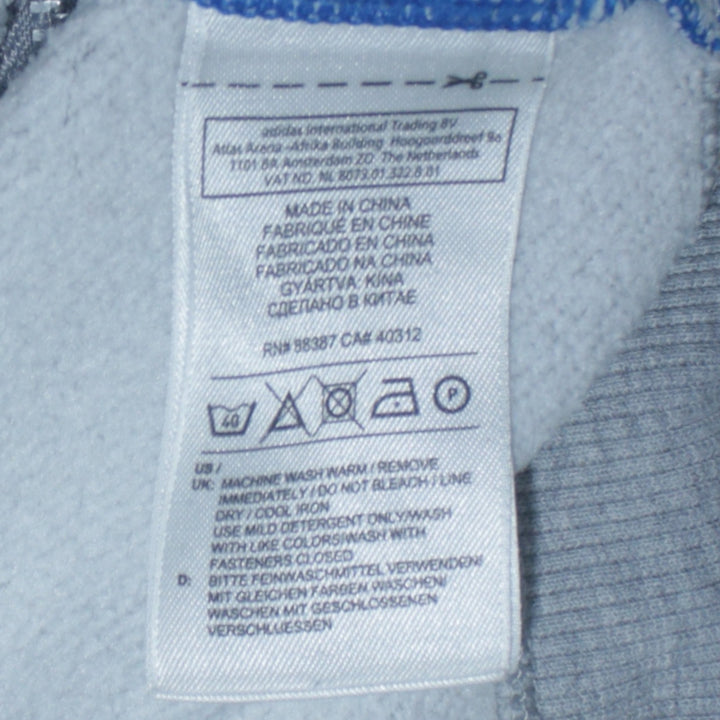 adidas International Trading BV
Atlas Arena -Afrika Building Hoogoorddreef 9a
1101 BA Amsterdam ZO The Netherlands
VAT NO. NL 8073.01.322.B.01
MADE IN CHINA
FABRIQUÉ EN CHINE
FABRICADO EN CHINA
FABRICADO NA CHINA
GYÁRTVA: KÍNA
СДЕЛАНО В КИТАЕ
RN# 88387 CA# 40312
40 P
US /
UK: MACHINE WASH WARM / REMOVE
IMMEDIATELY / DO NOT BLEACH / LINE
DRY / COOL IRON
USE MILD DETERGENT ONLY/WASH
WITH LIKE COLORS/WASH WITH
FASTENERS CLOSED
D: BITTE FEINWASCHMITTEL VERWENDEN/
MIT GLEICHEN FARBEN WASCHEN/
WASCHEN MIT GESCHLOSSENEN
VERSCHLUESSEN